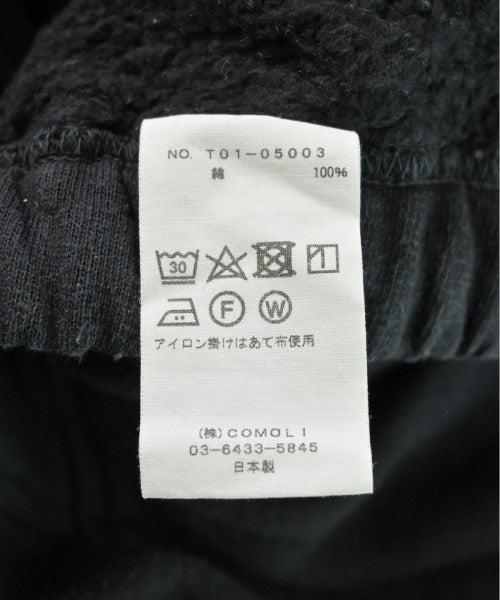 NO. T01-05003
綿 100%
30
F W
アイロン掛けはあて布使用
(株)COMOLI
03-6433-5845
日本製